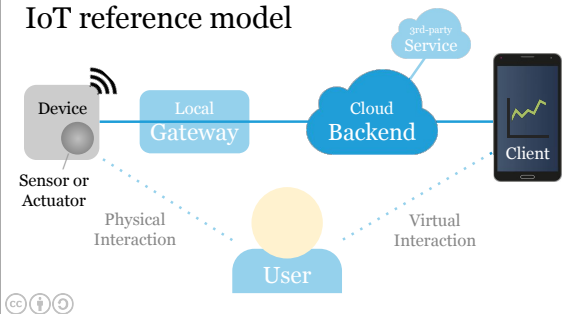 IoT reference model
3rd-party
Service
Device
Local
Gateway
Cloud
Backend
Client
Sensor or
Actuator
Physical
Interaction
Virtual
Interaction
User
cc